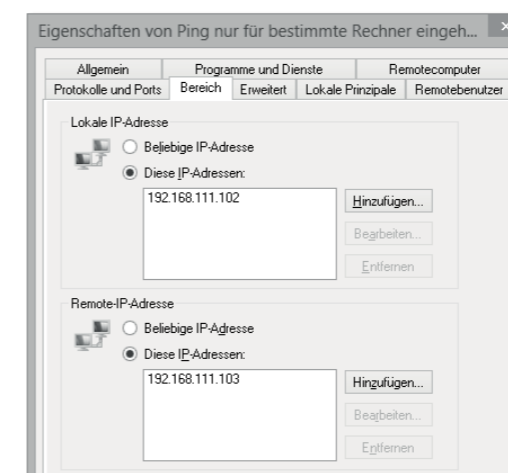 Eigenschaften von Ping nur für bestimmte Rechner eingeh...
Allgemein Programme und Dienste Remotecomputer
Protokolle und Ports Bereich Erweitert Lokale Prinzipale Remotebenutzer
Lokale IP-Adresse
Beliebige IP-Adresse
Diese IP-Adressen:
192.168.111.102
Hinzufügen...
Bearbeiten...
Entfernen
Remote-IP-Adresse
Beliebige IP-Adresse
Diese IP-Adressen:
192.168.111.103
Hinzufügen...
Bearbeiten...
Entfernen